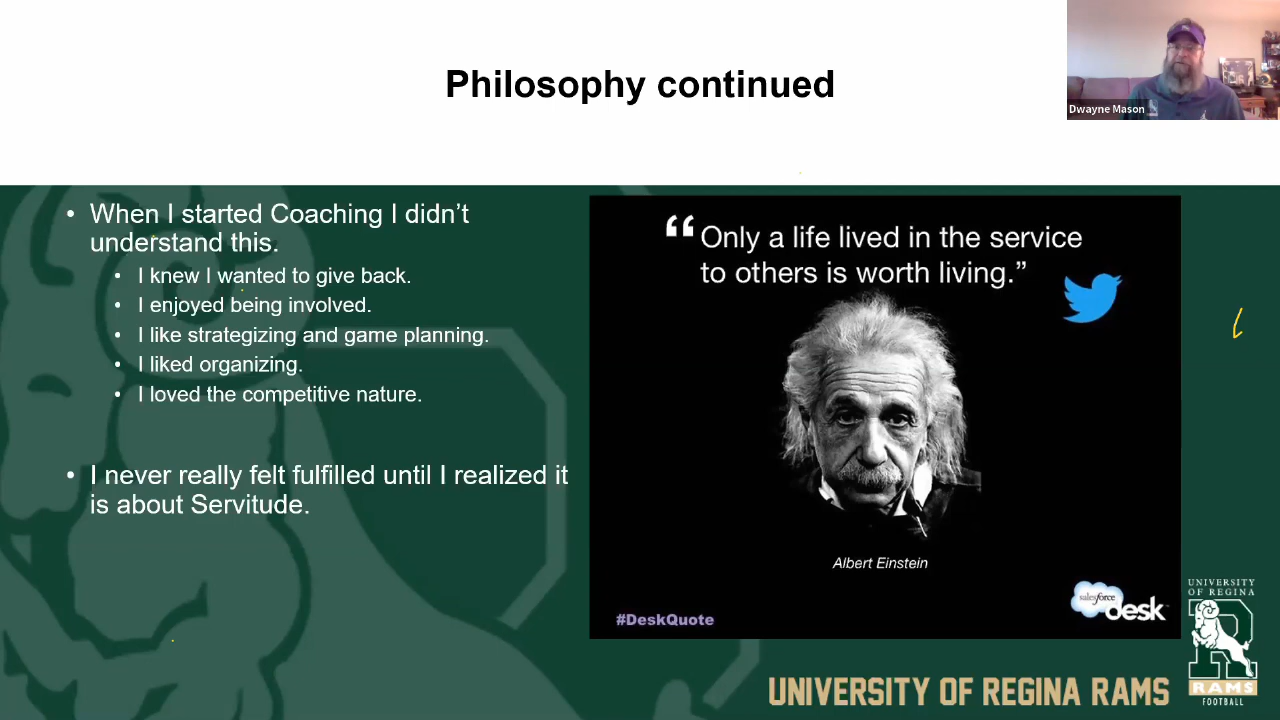 Philosophy continued
Dwayne Mason
• When I started Coaching I didn’t
understand this.
• I knew I wanted to give back.
• I enjoyed being involved.
• I like strategizing and game planning.
• I liked organizing.
• I loved the competitive nature.
• I never really felt fulfilled until I realized it
is about Servitude.
“Only a life lived in the service
to others is worth living.”
Albert Einstein
#DeskQuote
salesforce
desk
UNIVERSITY
OF REGINA
R
RAMS
FOOTBALL
UNIVERSITY OF REGINA RAMS